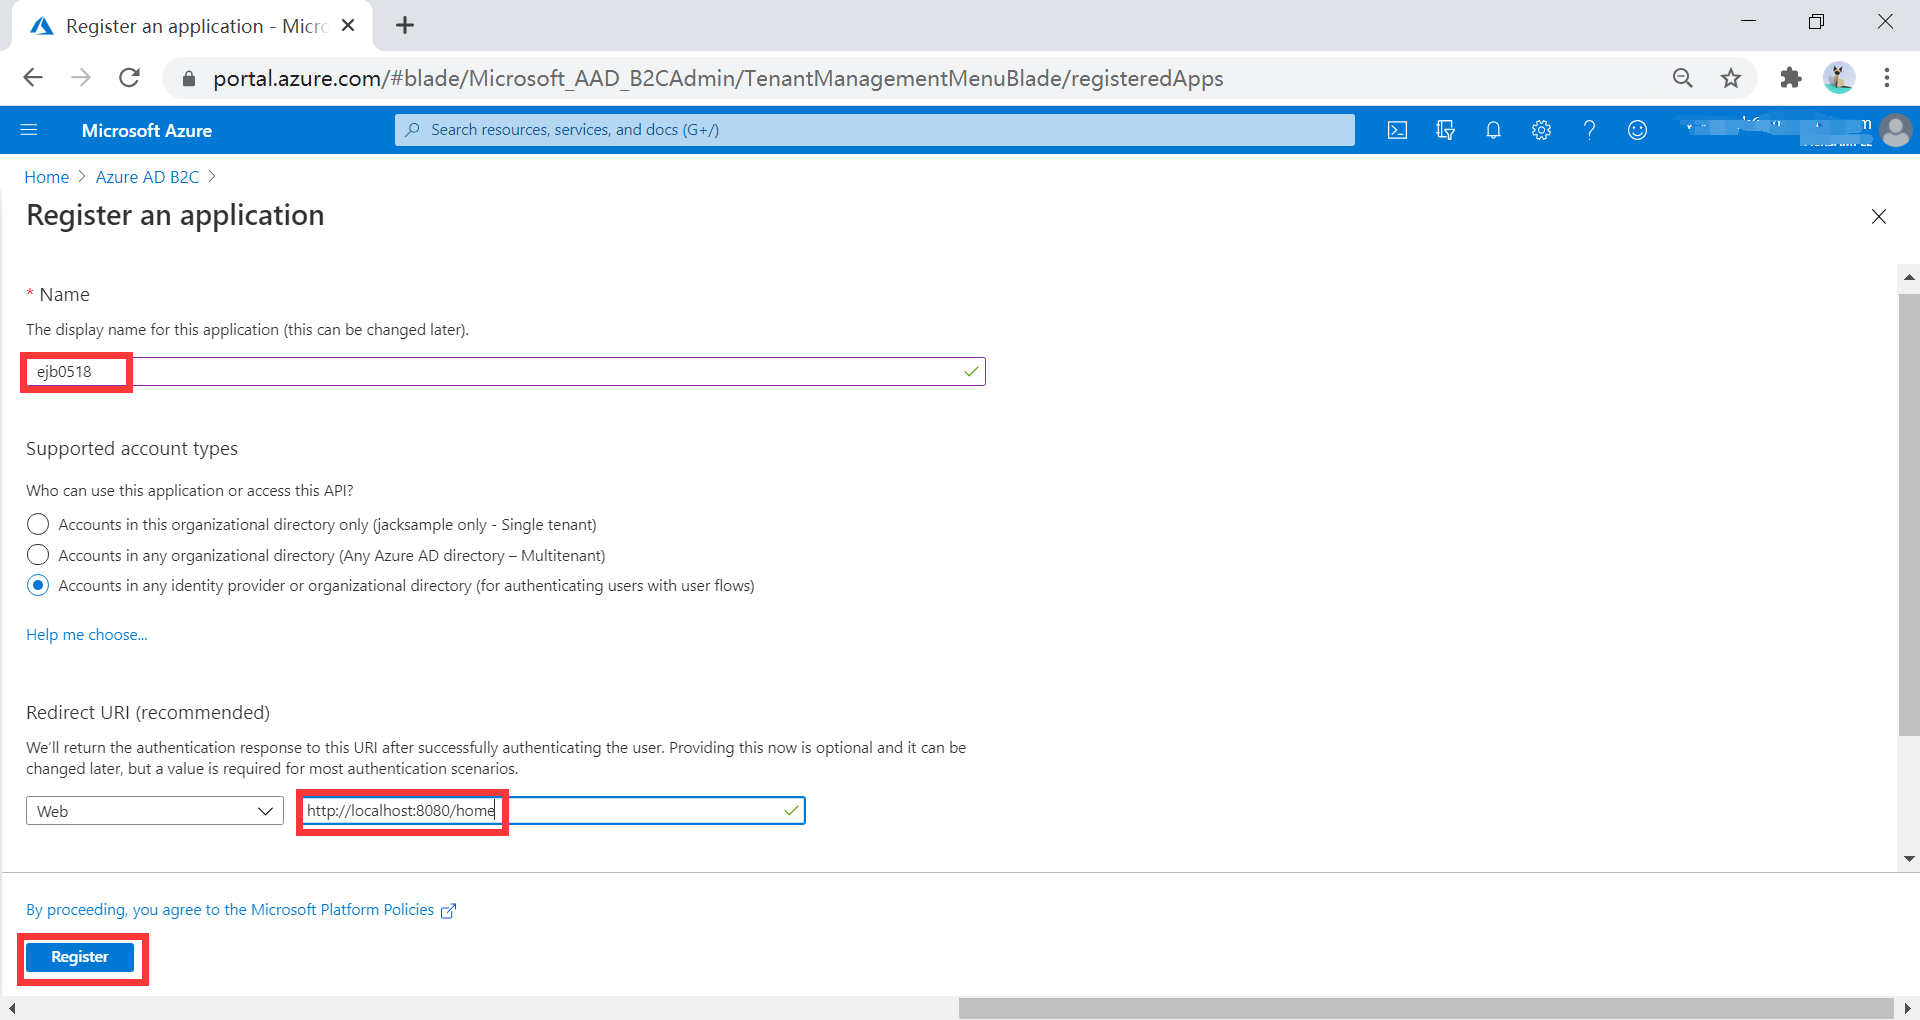 Register an application - Micr
portal.azure.com/#blade/Microsoft_AAD_B2CAdmin/TenantManagementMenuBlade/registeredApps
Microsoft Azure
Search resources, services, and docs (G+/)
Home > Azure AD B2C >
Register an application
* Name
The display name for this application (this can be changed later).
ejb0518
Supported account types
Who can use this application or access this API?
Accounts in this organizational directory only (jacksample only - Single tenant)
Accounts in any organizational directory (Any Azure AD directory – Multitenant)
Accounts in any identity provider or organizational directory (for authenticating users with user flows)
Help me choose...
Redirect URI (recommended)
We'll return the authentication response to this URI after successfully authenticating the user. Providing this now is optional and it can be
changed later, but a value is required for most authentication scenarios.
Web
http://localhost:8080/home
By proceeding, you agree to the Microsoft Platform Policies
Register